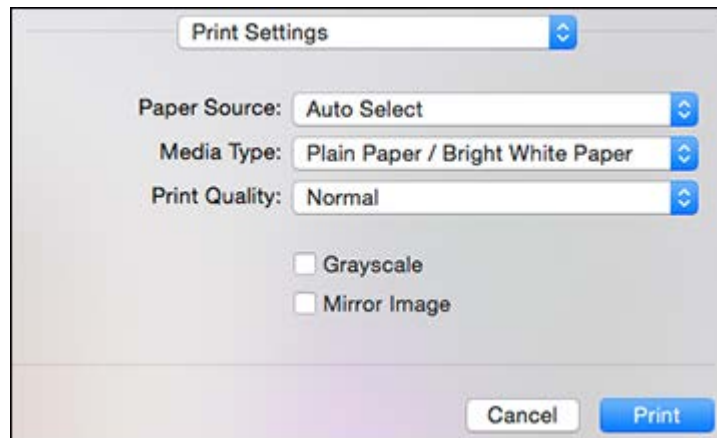 Print Settings
Paper Source: Auto Select
Media Type: Plain Paper / Bright White Paper
Print Quality: Normal
Grayscale
Mirror Image
Cancel Print